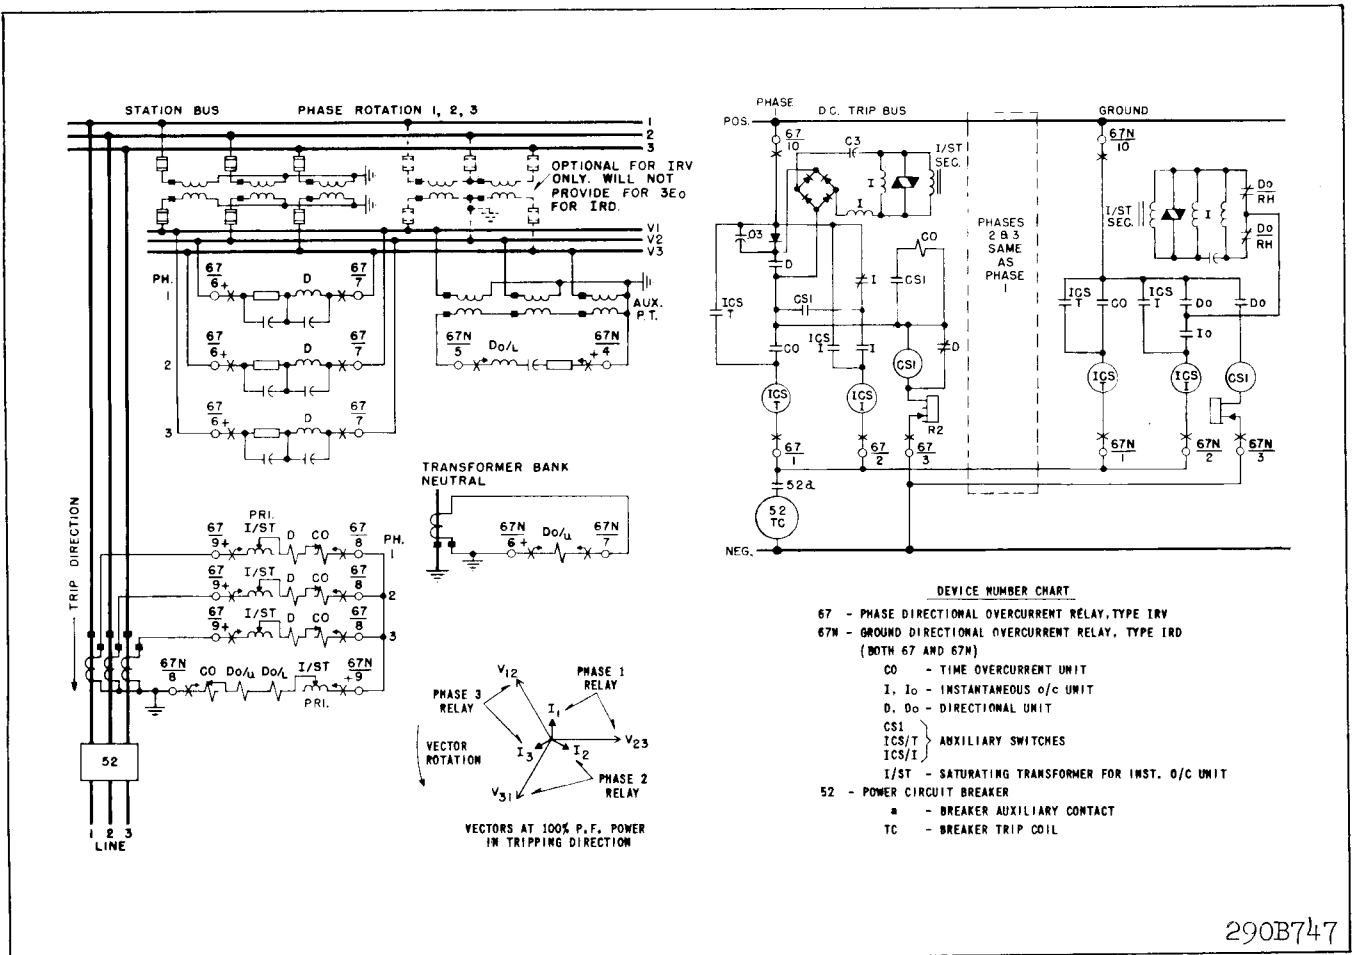 STATION BUS
PHASE ROTATION 1, 2, 3
1
2
3
OPTIONAL FOR IRV
ONLY. WILL NOT
PROVIDE FOR 3Eo
FOR IRD.
V1
V2
V3
PH.
1
67
6+
D
67
7
2
67
6+
D
67
7
3
67
6+
D
67
7
AUX.
P.T.
67N
5
Do/L
67N
+ 4
TRANSFORMER BANK
NEUTRAL
67N
6 +
Do/u
67N
7
TRIP DIRECTION
PRI.
67
9+
I/ST
D
CO
67
8
PH.
1
67
9+
I/ST
D
CO
67
8
2
67
9+
I/ST
D
CO
67
8
3
67N
8
CO
Do/u
Do/L
I/ST
PRI.
67N
+9
52
1 2 3
LINE
V12
PHASE 1
RELAY
PHASE 3
RELAY
I1
I3
I2
V23
VECTOR
ROTATION
V31
PHASE 2
RELAY
VECTORS AT 100% P.F. POWER
IN TRIPPING DIRECTION
PHASE
1
D.C. TRIP BUS
GROUND
POS.
67
10
C3
I/ST
SEC.
I
I
.03
D
CO
CS1
I
CS1
ICS
T
CO
ICS
I
I
CS1
D
ICS
T
ICS
I
R2
67
1
67
2
67
3
52a
52
TC
NEG.
PHASES
2 & 3
SAME
AS
PHASE
1
67N
10
I/ST
SEC.
I
I
Do
RH
Do
RH
ICS
T
CO
ICS
I
Do
Do
Io
ICS
T
ICS
I
CS1
67N
1
67N
2
67N
3
DEVICE NUMBER CHART
67 - PHASE DIRECTIONAL OVERCURRENT RELAY, TYPE IRV
67N - GROUND DIRECTIONAL OVERCURRENT RELAY, TYPE IRD
(BOTH 67 AND 67N)
CO - TIME OVERCURRENT UNIT
I, Io - INSTANTANEOUS o/c UNIT
D, Do - DIRECTIONAL UNIT
CS1
ICS/T } AUXILIARY SWITCHES
ICS/I
I/ST - SATURATING TRANSFORMER FOR INST. O/C UNIT
52 - POWER CIRCUIT BREAKER
a - BREAKER AUXILIARY CONTACT
TC - BREAKER TRIP COIL
290B747